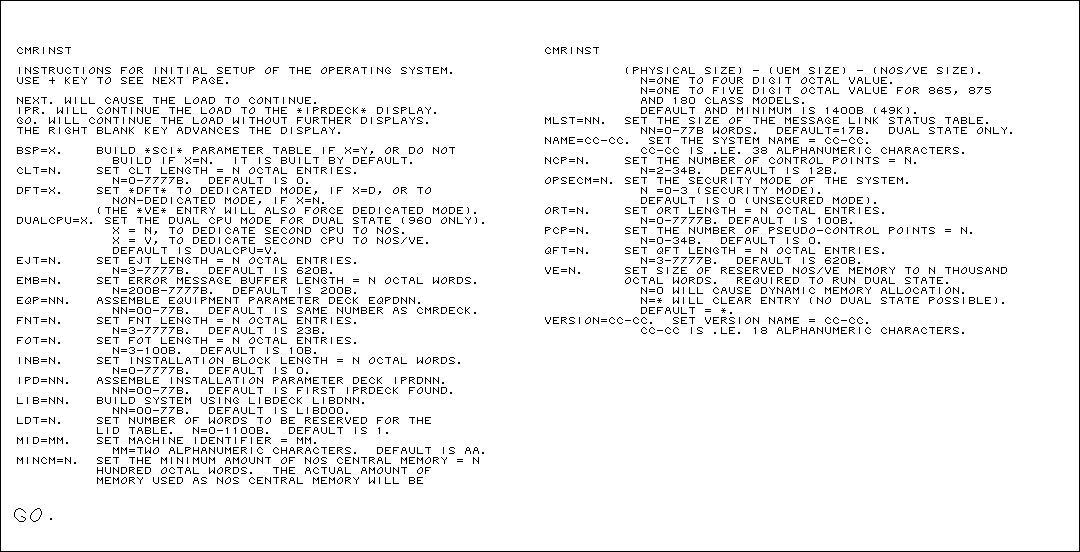 CMRINST
INSTRUCTIONS FOR INITIAL SETUP OF THE OPERATING SYSTEM.
USE + KEY TO SEE NEXT PAGE.
NEXT. WILL CAUSE THE LOAD TO CONTINUE.
IPR. WILL CONTINUE THE LOAD TO THE *IPRDECK* DISPLAY.
GO. WILL CONTINUE THE LOAD WITHOUT FURTHER DISPLAYS.
THE RIGHT BLANK KEY ADVANCES THE DISPLAY.
BSP=X. BUILD *SCI* PARAMETER TABLE IF X=Y, OR DO NOT
BUILD IF X=N. IT IS BUILT BY DEFAULT.
CLT=N. SET CLT LENGTH = N OCTAL ENTRIES.
N=0-7777B. DEFAULT IS 0.
DFT=X. SET *DFT* TO DEDICATED MODE, IF X=D, OR TO
NON-DEDICATED MODE, IF X=N.
(THE *VE* ENTRY WILL ALSO FORCE DEDICATED MODE).
DUALCPU=X. SET THE DUAL CPU MODE FOR DUAL STATE (960 ONLY).
X = N, TO DEDICATE SECOND CPU TO NOS.
X = V, TO DEDICATE SECOND CPU TO NOS/VE.
DEFAULT IS DUALCPU=V.
EJT=N. SET EJT LENGTH = N OCTAL ENTRIES.
N=3-7777B. DEFAULT IS 620B.
EMB=N. SET ERROR MESSAGE BUFFER LENGTH = N OCTAL WORDS.
N=200B-7777B. DEFAULT IS 200B.
EQP=NN. ASSEMBLE EQUIPMENT PARAMETER DECK EQPDNN.
NN=00-77B. DEFAULT IS SAME NUMBER AS CMRDECK.
FNT=N. SET FNT LENGTH = N OCTAL ENTRIES.
N=3-7777B. DEFAULT IS 23B.
FOT=N. SET FOT LENGTH = N OCTAL ENTRIES.
N=3-100B. DEFAULT IS 10B.
INB=N. SET INSTALLATION BLOCK LENGTH = N OCTAL WORDS.
N=0-7777B. DEFAULT IS 0.
IPD=NN. ASSEMBLE INSTALLATION PARAMETER DECK IPRDNN.
NN=00-77B. DEFAULT IS FIRST IPRDECK FOUND.
LIB=NN. BUILD SYSTEM USING LIBDECK LIBDNN.
NN=00-77B. DEFAULT IS LIBD00.
LDT=N. SET NUMBER OF WORDS TO BE RESERVED FOR THE
LID TABLE. N=0-1100B. DEFAULT IS 1.
MID=MM. SET MACHINE IDENTIFIER = MM.
MM=TWO ALPHANUMERIC CHARACTERS. DEFAULT IS AA.
MINCM=N. SET THE MINIMUM AMOUNT OF NOS CENTRAL MEMORY = N
HUNDRED OCTAL WORDS. THE ACTUAL AMOUNT OF
MEMORY USED AS NOS CENTRAL MEMORY WILL BE
GO.
CMRINST
(PHYSICAL SIZE) - (UEM SIZE) - (NOS/VE SIZE).
N=ONE TO FOUR DIGIT OCTAL VALUE.
N=ONE TO FIVE DIGIT OCTAL VALUE FOR 865, 875
AND 180 CLASS MODELS.
DEFAULT AND MINIMUM IS 1400B (49K).
MLST=NN. SET THE SIZE OF THE MESSAGE LINK STATUS TABLE.
NN=0-77B WORDS. DEFAULT=17B. DUAL STATE ONLY.
NAME=CC-CC. SET THE SYSTEM NAME = CC-CC.
CC-CC IS .LE. 38 ALPHANUMERIC CHARACTERS.
NCP=N. SET THE NUMBER OF CONTROL POINTS = N.
N=2-34B. DEFAULT IS 12B.
OPSECM=N. SET THE SECURITY MODE OF THE SYSTEM.
N =0-3 (SECURITY MODE).
DEFAULT IS 0 (UNSECURED MODE).
ORT=N. SET ORT LENGTH = N OCTAL ENTRIES.
N=0-7777B. DEFAULT IS 100B.
PCP=N. SET THE NUMBER OF PSEUDO-CONTROL POINTS = N.
N=0-34B. DEFAULT IS 0.
QFT=N. SET QFT LENGTH = N OCTAL ENTRIES.
N=3-7777B. DEFAULT IS 620B.
VE=N. SET SIZE OF RESERVED NOS/VE MEMORY TO N THOUSAND
OCTAL WORDS. REQUIRED TO RUN DUAL STATE.
N=0 WILL CAUSE DYNAMIC MEMORY ALLOCATION.
N=* WILL CLEAR ENTRY (NO DUAL STATE POSSIBLE).
DEFAULT = *.
VERSION=CC-CC. SET VERSION NAME = CC-CC.
CC-CC IS .LE. 18 ALPHANUMERIC CHARACTERS.